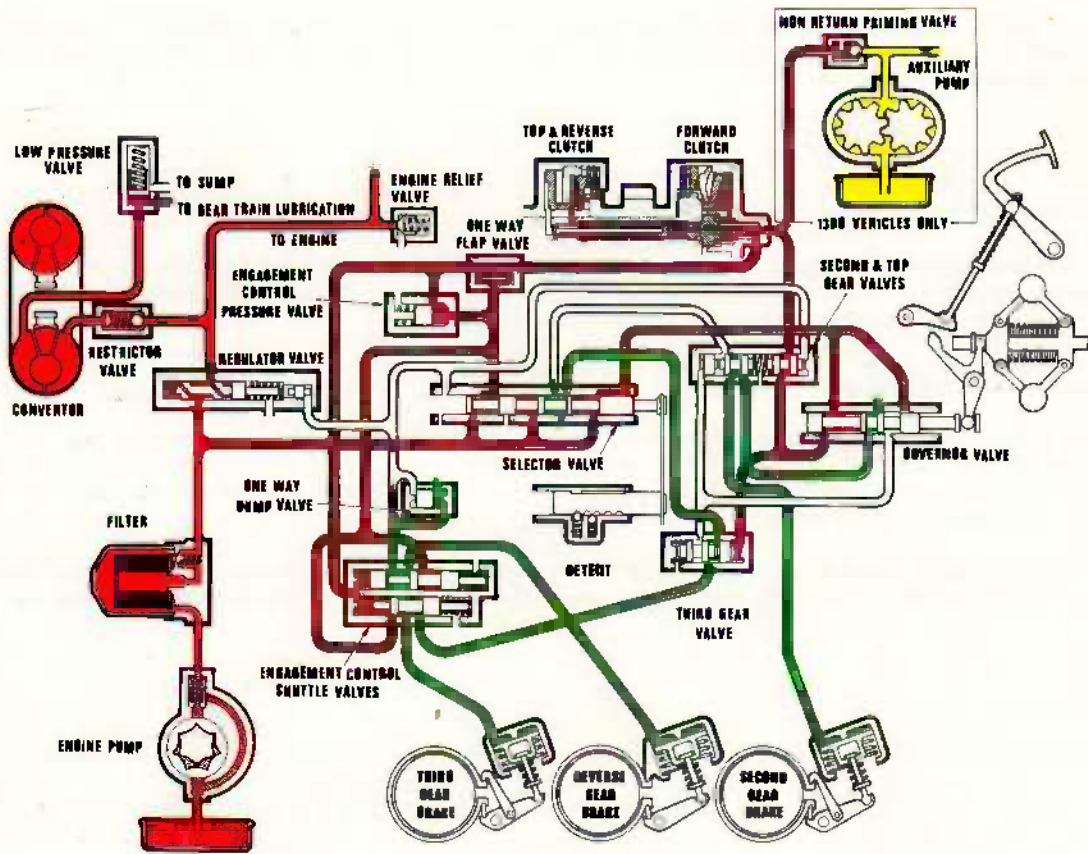 NON RETURN PRIMING VALVE
AUXILIARY
PUMP
1300 VEHICLES ONLY
TOP & REVERSE
CLUTCH
FORWARD
CLUTCH
LOW PRESSURE
VALVE
TO SUMP
TO GEAR TRAIN LUBRICATION
TO ENGINE
ENGINE RELIEF
VALVE
ONE WAY
FLAP VALVE
ENGAGEMENT
CONTROL
PRESSURE VALVE
SECOND & TOP
GEAR VALVES
RESTRICTOR
VALVE
REGULATOR VALVE
CONVERTOR
SELECTOR VALVE
GOVERNOR VALVE
ONE WAY
DUMP VALVE
FILTER
DETENT
THIRD GEAR
VALVE
ENGAGEMENT CONTROL
SHUTTLE VALVES
ENGINE PUMP
THIRD
GEAR
BRAKE
REVERSE
GEAR
BRAKE
SECOND
GEAR
BRAKE